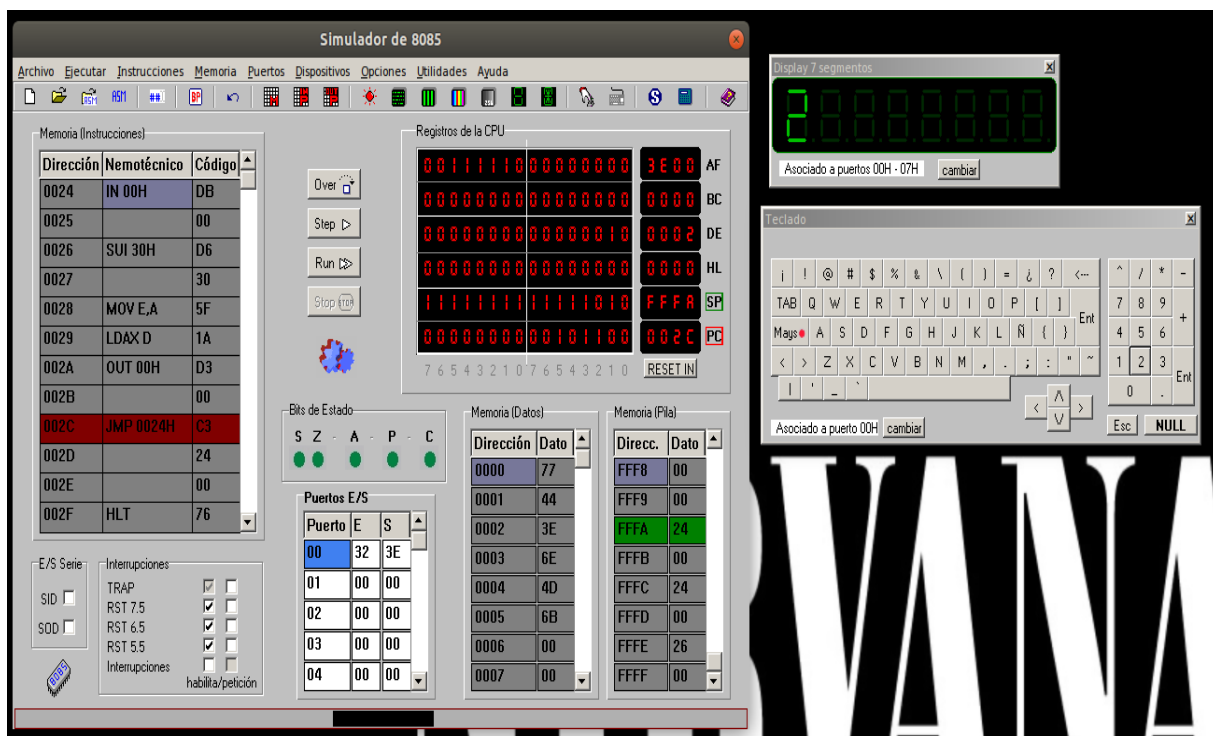 Simulador de 8085
Archivo Ejecutar Instrucciones Memoria Puertos Dispositivos Opciones Utilidades Ayuda
ASM ASM ## BP S
Memoria (Instrucciones)
Dirección Nemotécnico Código
0024 IN 00H DB
0025 00
0026 SUI 30H D6
0027 30
0028 MOV E,A 5F
0029 LDAX D 1A
002A OUT 00H D3
002B 00
002C JMP 0024H C3
002D 24
002E 00
002F HLT 76
Over
Step
Run
Stop STOP
Registros de la CPU
0011111000000000 3E00 AF
0000000000000000 0000 BC
0000000000000010 0002 DE
0000000000000000 0000 HL
1111111111111010 FFFA SP
0000000000101100 002C PC
7 6 5 4 3 2 1 0 7 6 5 4 3 2 1 0 RESET IN
Bits de Estado
S Z - A - P - C
Puertos E/S
Puerto E S
00 32 3E
01 00 00
02 00 00
03 00 00
04 00 00
Memoria (Datos)
Dirección Dato
0000 77
0001 44
0002 3E
0003 6E
0004 4D
0005 6B
0006 00
0007 00
Memoria (Pila)
Direcc. Dato
FFF8 00
FFF9 00
FFFA 24
FFFB 00
FFFC 24
FFFD 00
FFFE 26
FFFF 00
E/S Serie
SID
SOD
8085
Interrupciones
TRAP
RST 7.5
RST 6.5
RST 5.5
Interrupciones
habilita/petición
Display 7 segmentos
2
Asociado a puertos 00H - 07H cambiar
Teclado
¡ ! @ # $ % & \ ( ) = ¿ ? <--- ^ / * -
TAB Q W E R T Y U I O P [ ] Ent 7 8 9 +
Mays A S D F G H J K L Ñ { } 4 5 6
< > Z X C V B N M , . ; : " ~ 1 2 3 Ent
| ' _ ` 0 .
Asociado a puerto 00H cambiar Esc NULL
VANA